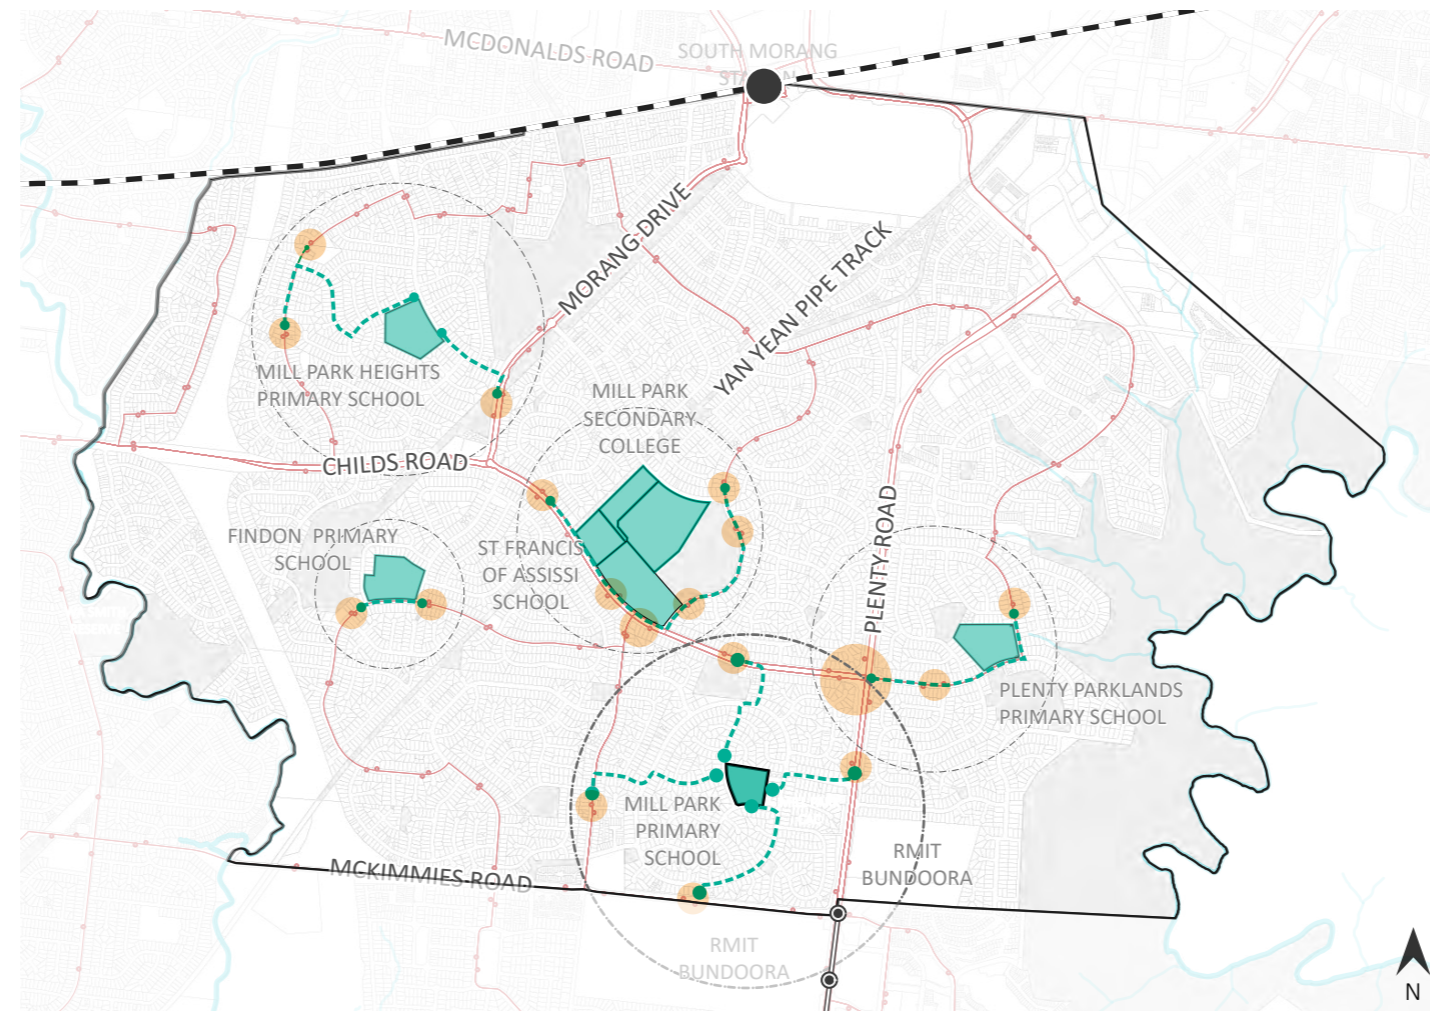 MCDONALDS ROAD
SOUTH MORANG
STATION
MORANG DRIVE
YAN YEAN PIPE TRACK
MILL PARK HEIGHTS
PRIMARY SCHOOL
MILL PARK
SECONDARY
COLLEGE
CHILDS ROAD
FINDON PRIMARY
SCHOOL
ST FRANCIS
OF ASSISSI
SCHOOL
PLENTY ROAD
PLENTY PARKLANDS
PRIMARY SCHOOL
MILL PARK
PRIMARY
SCHOOL
RMIT
BUNDOORA
MCKIMMIES ROAD
RMIT
BUNDOORA
N